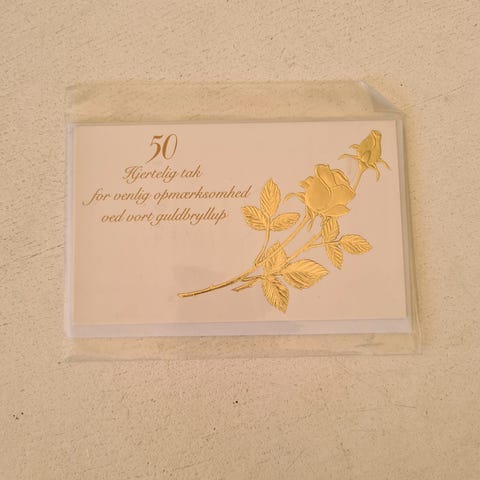 50
Hjertelig tak
for venlig opmærksomhed
ved vort guldbryllup